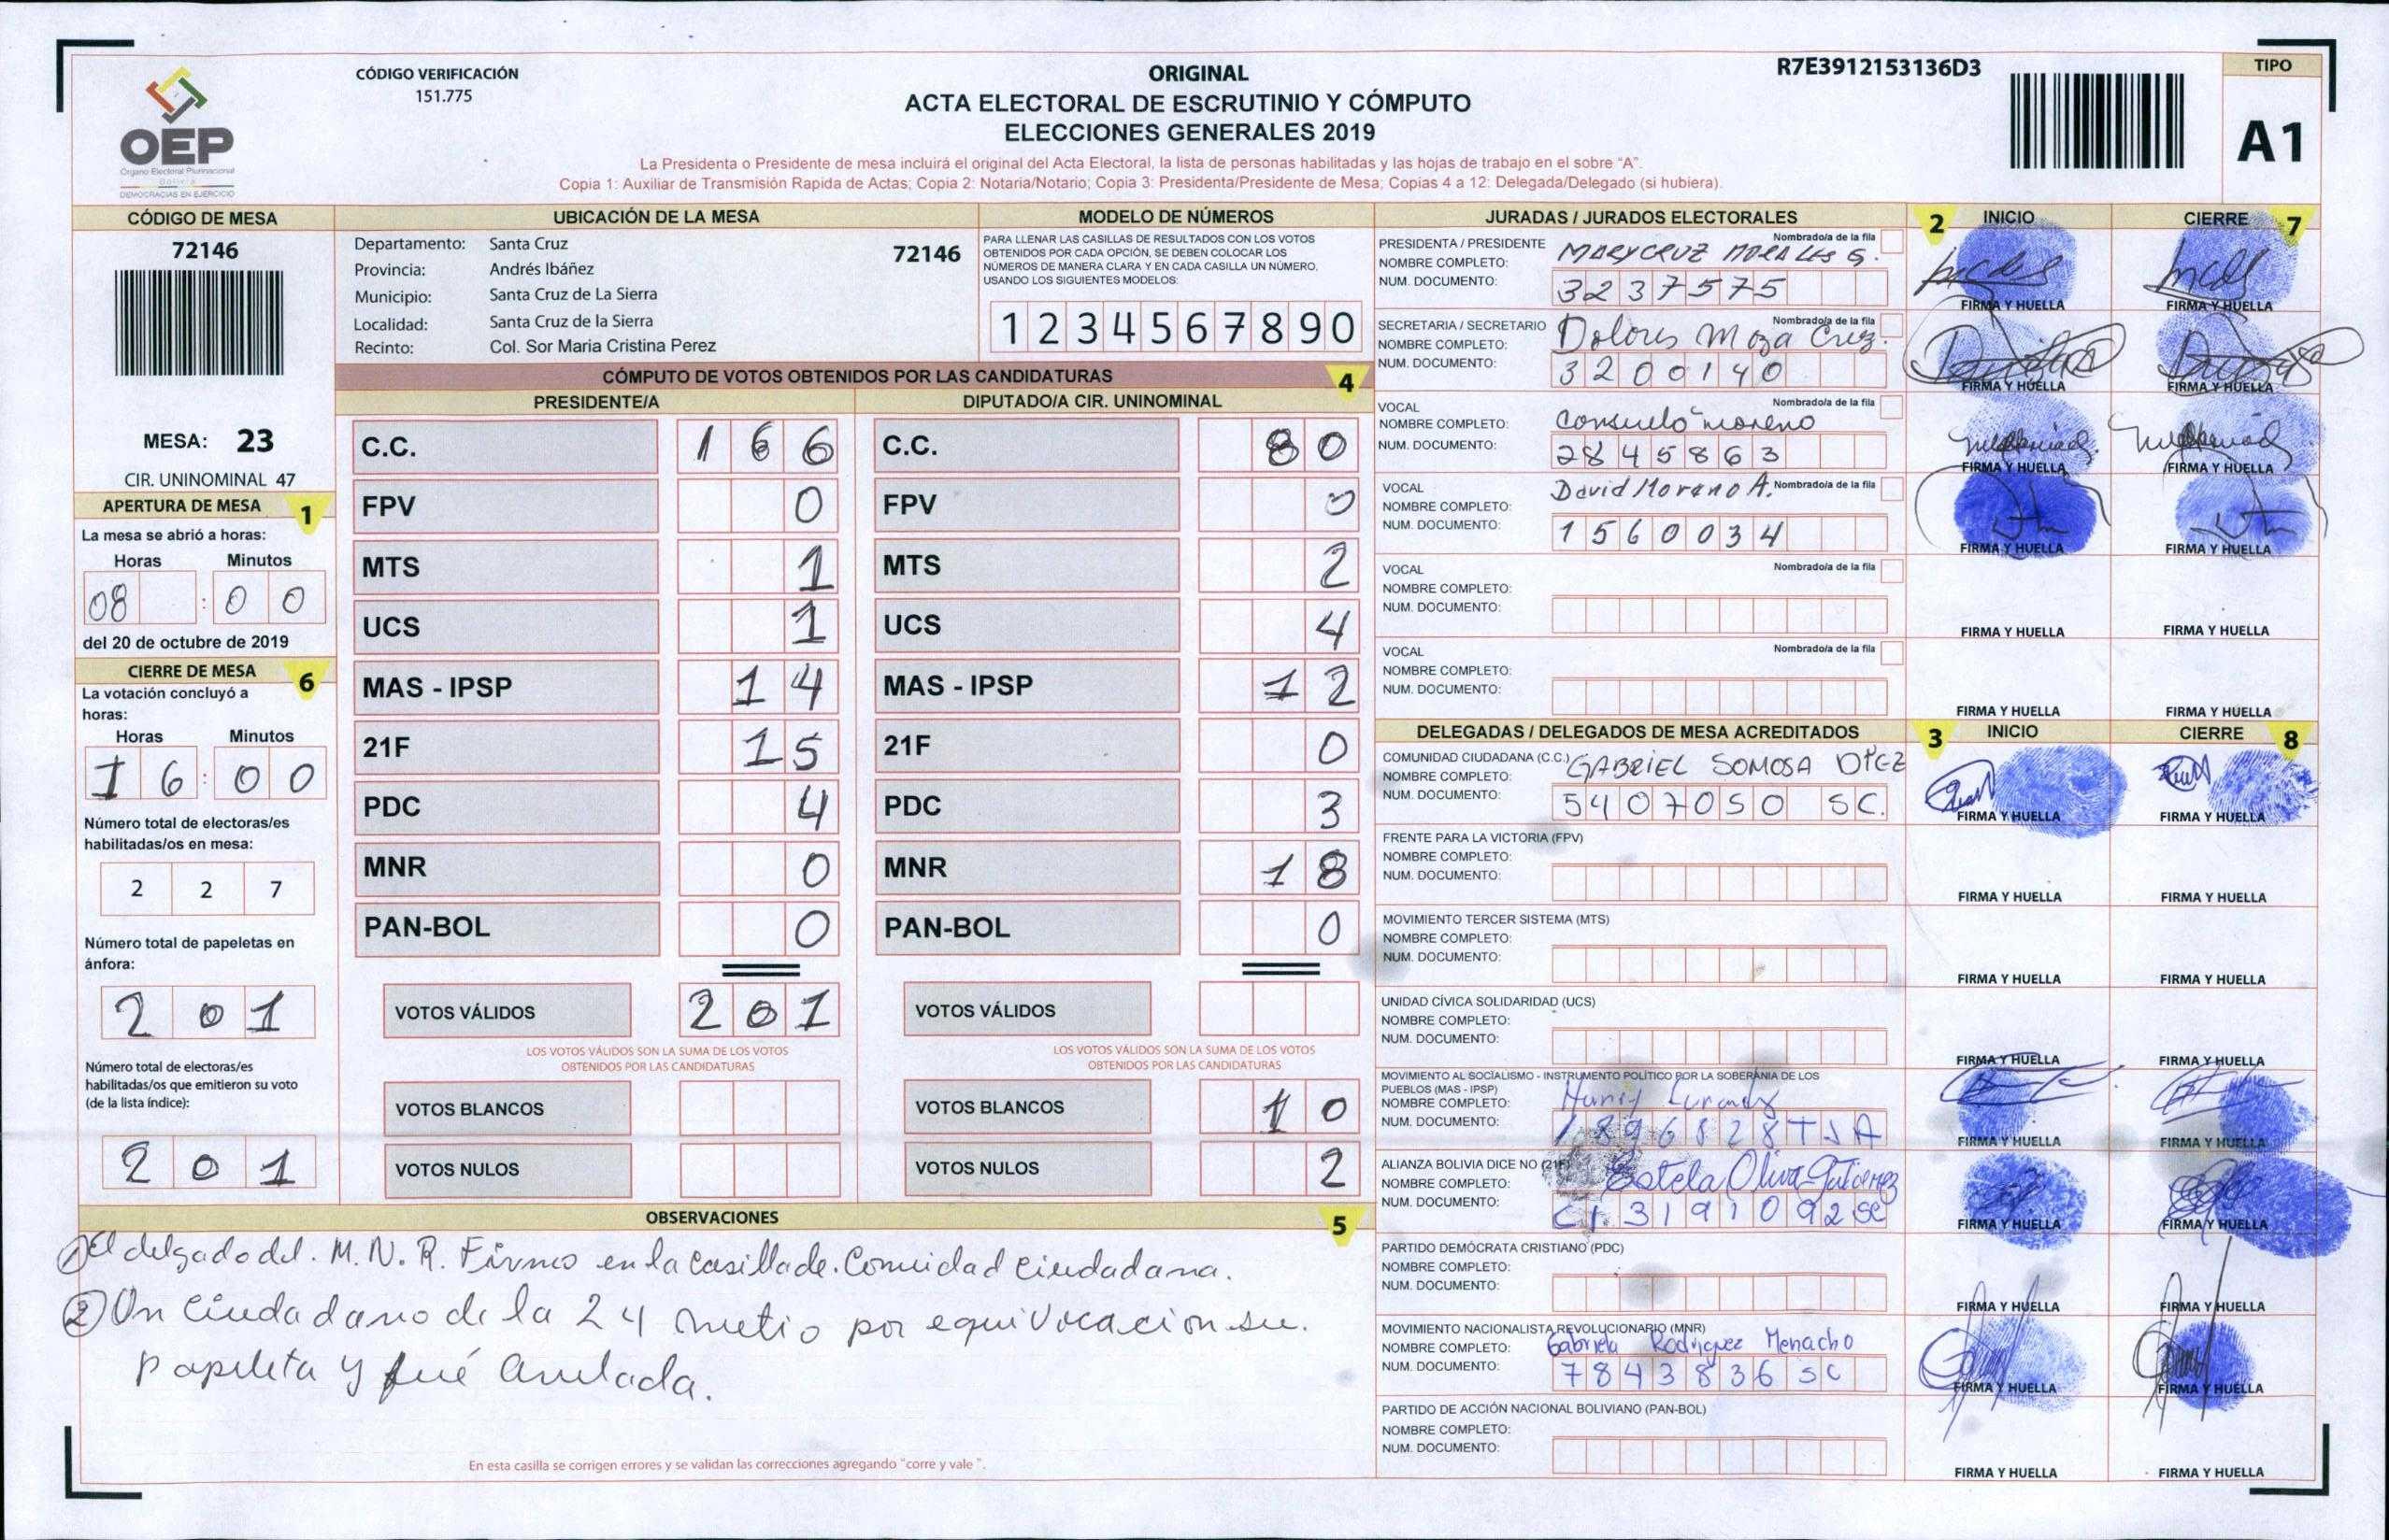 CÓDIGO VERIFICACIÓN
151.775
ORIGINAL
ACTA ELECTORAL DE ESCRUTINIO Y CÓMPUTO
ELECCIONES GENERALES 2019
R7E3912153136D3
TIPO
A1
OEP
Órgano Electoral Plurinacional
Bolivia
DEMOCRACIAS EN EJERCICIO
La Presidenta o Presidente de mesa incluirá el original del Acta Electoral, la lista de personas habilitadas y las hojas de trabajo en el sobre "A".
Copia 1: Auxiliar de Transmisión Rapida de Actas; Copia 2: Notaria/Notario; Copia 3: Presidenta/Presidente de Mesa; Copias 4 a 12: Delegada/Delegado (si hubiera).
CÓDIGO DE MESA
72146
MESA: 23
CIR. UNINOMINAL 47
APERTURA DE MESA 1
La mesa se abrió a horas:
Horas Minutos
08 : 0 0
del 20 de octubre de 2019
CIERRE DE MESA 6
La votación concluyó a
horas:
Horas Minutos
1 6 : 0 0
Número total de electoras/es
habilitadas/os en mesa:
2 2 7
Número total de papeletas en
ánfora:
2 0 1
Número total de electoras/es
habilitadas/os que emitieron su voto
(de la lista índice):
2 0 1
UBICACIÓN DE LA MESA
Departamento: Santa Cruz 72146
Provincia: Andrés Ibáñez
Municipio: Santa Cruz de La Sierra
Localidad: Santa Cruz de la Sierra
Recinto: Col. Sor Maria Cristina Perez
MODELO DE NÚMEROS
PARA LLENAR LAS CASILLAS DE RESULTADOS CON LOS VOTOS
OBTENIDOS POR CADA OPCIÓN, SE DEBEN COLOCAR LOS
NÚMEROS DE MANERA CLARA Y EN CADA CASILLA UN NÚMERO,
USANDO LOS SIGUIENTES MODELOS:
1 2 3 4 5 6 7 8 9 0
CÓMPUTO DE VOTOS OBTENIDOS POR LAS CANDIDATURAS 4
PRESIDENTE/A
C.C. 1 6 6
FPV 0
MTS 1
UCS 1
MAS - IPSP 1 4
21F 1 5
PDC 4
MNR 0
PAN-BOL 0
VOTOS VÁLIDOS 2 0 1
LOS VOTOS VÁLIDOS SON LA SUMA DE LOS VOTOS
OBTENIDOS POR LAS CANDIDATURAS
VOTOS BLANCOS
VOTOS NULOS
DIPUTADO/A CIR. UNINOMINAL
C.C. 8 0
FPV 0
MTS 2
UCS 4
MAS - IPSP 1 2
21F 0
PDC 3
MNR 1 8
PAN-BOL 0
VOTOS VÁLIDOS
LOS VOTOS VÁLIDOS SON LA SUMA DE LOS VOTOS
OBTENIDOS POR LAS CANDIDATURAS
VOTOS BLANCOS 1 0
VOTOS NULOS 2
OBSERVACIONES 5
1) El delgado del. M.N.R. Firmo en la casilla de. Comuidad ciudadana.
2) Un ciudadano de la 24 metio por equivocacion su.
papeleta y fué anulada.
En esta casilla se corrigen errores y se validan las correcciones agregando "corre y vale ".
JURADAS / JURADOS ELECTORALES 2 INICIO CIERRE 7
PRESIDENTA / PRESIDENTE Nombrado/a de la fila
NOMBRE COMPLETO: MARYCRUZ MORALES G.
NUM. DOCUMENTO: 3237575
FIRMA Y HUELLA FIRMA Y HUELLA
SECRETARIA / SECRETARIO Nombrado/a de la fila
NOMBRE COMPLETO: Dolores Moza Cruz.
NUM. DOCUMENTO: 3200140
FIRMA Y HUELLA FIRMA Y HUELLA
VOCAL Nombrado/a de la fila
NOMBRE COMPLETO: Consuelo moreno
NUM. DOCUMENTO: 2845863
FIRMA Y HUELLA FIRMA Y HUELLA
VOCAL Nombrado/a de la fila
NOMBRE COMPLETO: David Moreno A.
NUM. DOCUMENTO: 1560034
FIRMA Y HUELLA FIRMA Y HUELLA
VOCAL Nombrado/a de la fila
NOMBRE COMPLETO:
NUM. DOCUMENTO:
FIRMA Y HUELLA FIRMA Y HUELLA
VOCAL Nombrado/a de la fila
NOMBRE COMPLETO:
NUM. DOCUMENTO:
FIRMA Y HUELLA FIRMA Y HUELLA
DELEGADAS / DELEGADOS DE MESA ACREDITADOS 3 INICIO CIERRE 8
COMUNIDAD CIUDADANA (C.C.)
NOMBRE COMPLETO: GABRIEL SOMOSA DIEZ
NUM. DOCUMENTO: 5407050 SC.
FIRMA Y HUELLA FIRMA Y HUELLA
FRENTE PARA LA VICTORIA (FPV)
NOMBRE COMPLETO:
NUM. DOCUMENTO:
FIRMA Y HUELLA FIRMA Y HUELLA
MOVIMIENTO TERCER SISTEMA (MTS)
NOMBRE COMPLETO:
NUM. DOCUMENTO:
FIRMA Y HUELLA FIRMA Y HUELLA
UNIDAD CÍVICA SOLIDARIDAD (UCS)
NOMBRE COMPLETO:
NUM. DOCUMENTO:
FIRMA Y HUELLA FIRMA Y HUELLA
MOVIMIENTO AL SOCIALISMO - INSTRUMENTO POLÍTICO POR LA SOBERANIA DE LOS
PUEBLOS (MAS - IPSP)
NOMBRE COMPLETO:
NUM. DOCUMENTO: 1896828TJA
FIRMA Y HUELLA FIRMA Y HUELLA
ALIANZA BOLIVIA DICE NO (21F)
NOMBRE COMPLETO: Estela Oliva Gutierrez
NUM. DOCUMENTO: CI. 3191092 SC
FIRMA Y HUELLA FIRMA Y HUELLA
PARTIDO DEMÓCRATA CRISTIANO (PDC)
NOMBRE COMPLETO:
NUM. DOCUMENTO:
FIRMA Y HUELLA FIRMA Y HUELLA
MOVIMIENTO NACIONALISTA REVOLUCIONARIO (MNR)
NOMBRE COMPLETO: Gabriela Rodriguez Menacho
NUM. DOCUMENTO: 7843836 SC
FIRMA Y HUELLA FIRMA Y HUELLA
PARTIDO DE ACCIÓN NACIONAL BOLIVIANO (PAN-BOL)
NOMBRE COMPLETO:
NUM. DOCUMENTO:
FIRMA Y HUELLA FIRMA Y HUELLA